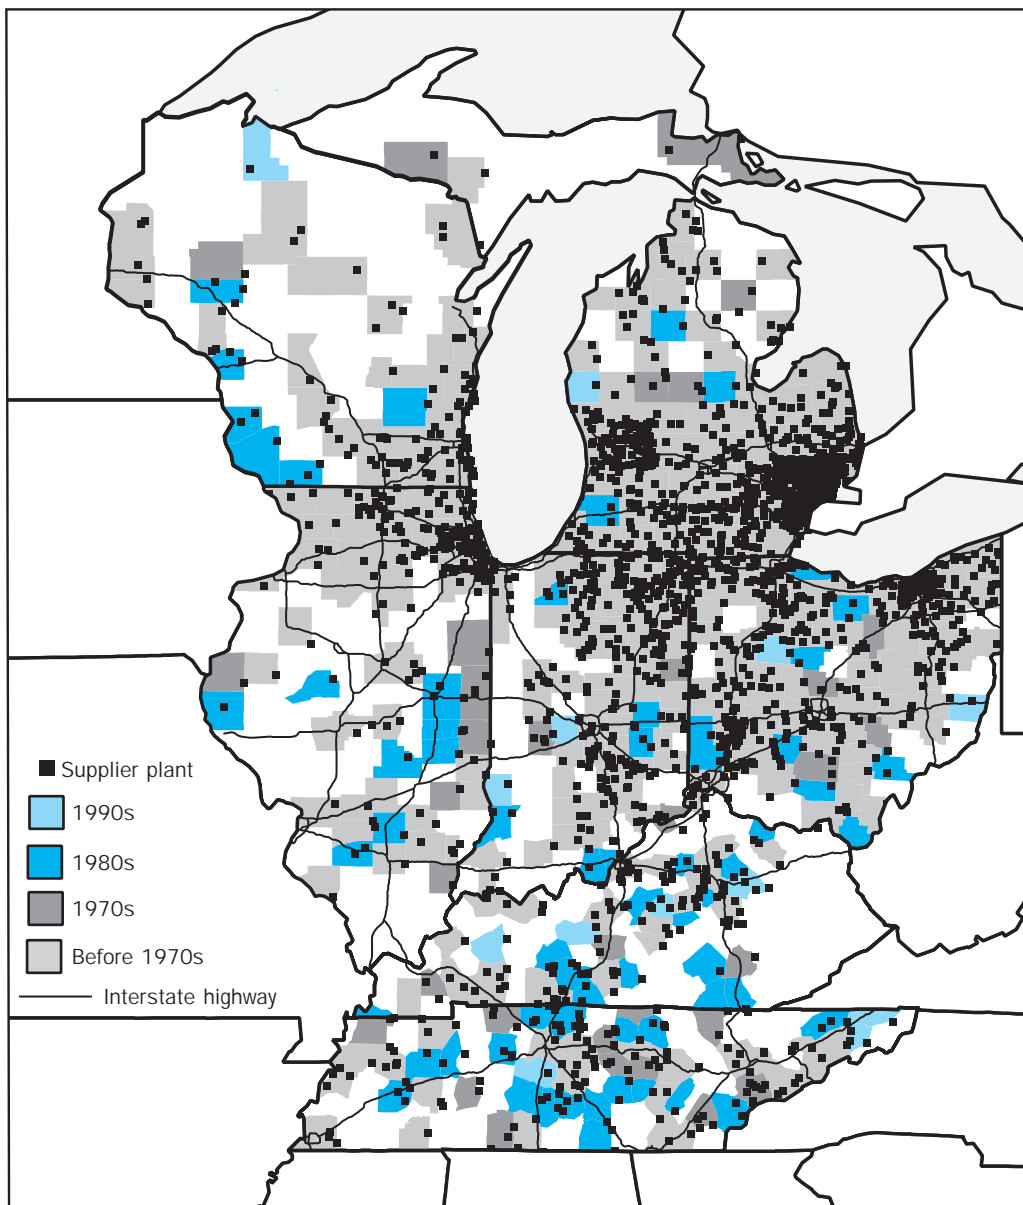 Supplier plant
1990s
1980s
1970s
Before 1970s
Interstate highway